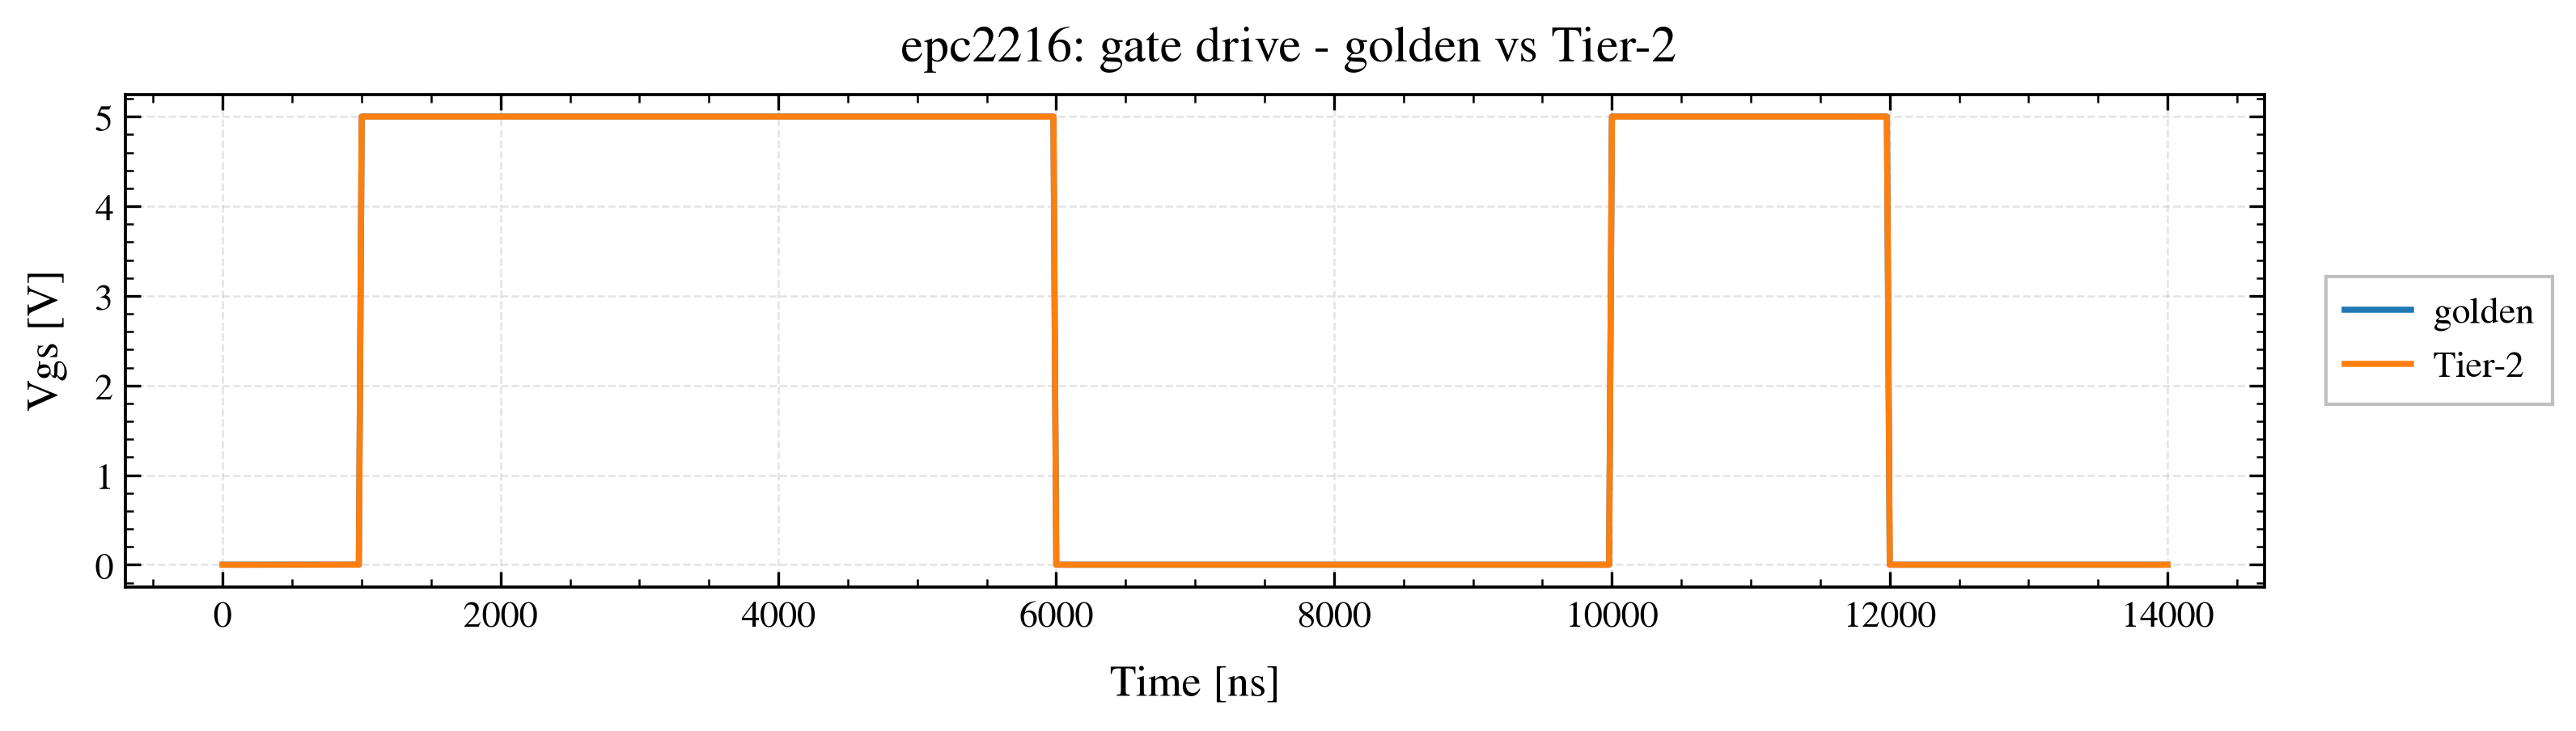 epc2216: gate drive - golden vs Tier-2
Vgs [V]
5
4
3
2
1
0
0 2000 4000 6000 8000 10000 12000 14000
Time [ns]
golden
Tier-2